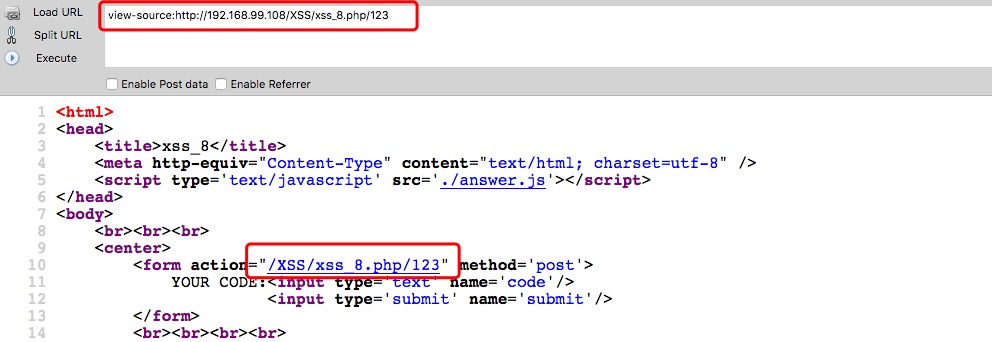 Load URL view-source:http://192.168.99.108/XSS/xss_8.php/123
Split URL
Execute
Enable Post data Enable Referrer
1 <html>
2 <head>
3 <title>xss_8</title>
4 <meta http-equiv="Content-Type" content="text/html; charset=utf-8" />
5 <script type='text/javascript' src='./answer.js'></script>
6 </head>
7 <body>
8 <br><br><br>
9 <center>
10 <form action="/XSS/xss_8.php/123" method='post'>
11 YOUR CODE:<input type='text' name='code'/>
12 <input type='submit' name='submit'/>
13 </form>
14 <br><br><br><br>